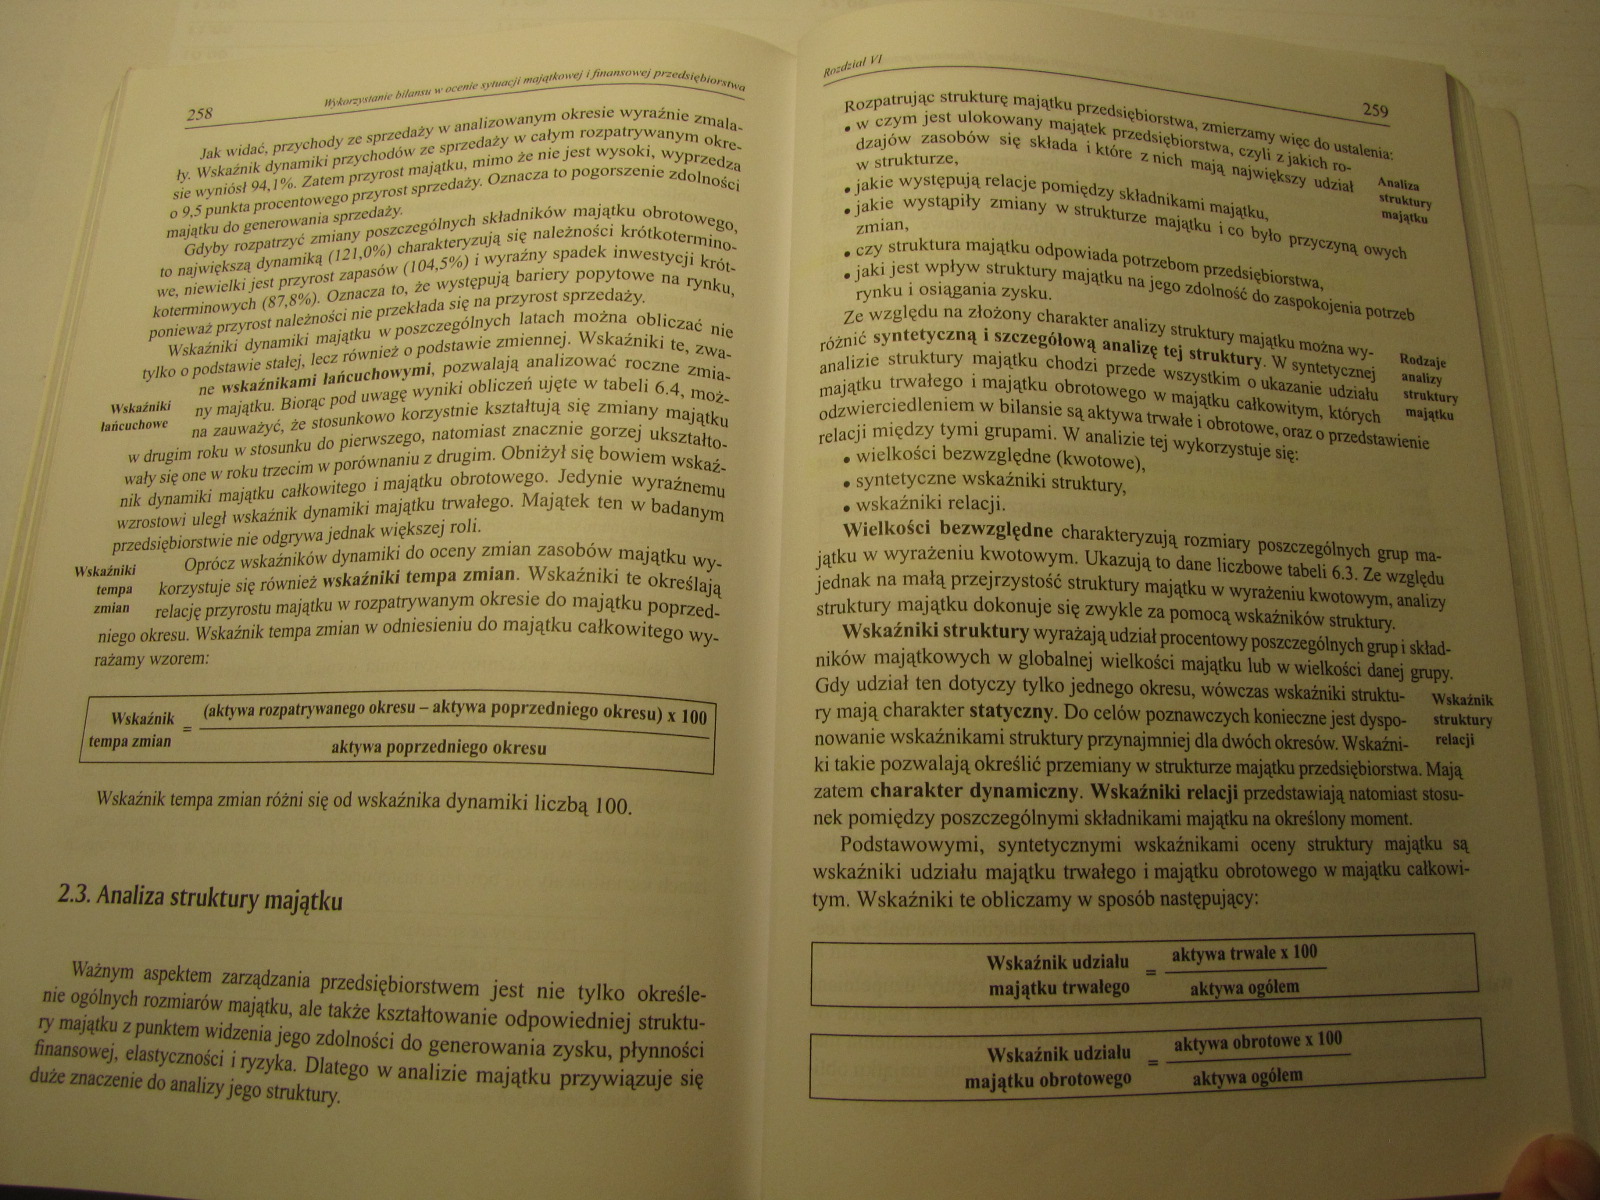 258
Wykorzystanie bilansu w ocenie sytuacji majątkowej i finansowej przedsiębiorstwa
Jak widać, przychody ze sprzedaży w analizowanym okresie wyraźnie zmala-
ły. Wskaźnik dynamiki przychodów ze sprzedaży w całym rozpatrywanym okre-
sie wyniósł 94,1%. Zatem przyrost majątku, mimo że nie jest wysoki, wyprzedza
o 9,5 punkta procentowego przyrost sprzedaży. Oznacza to pogorszenie zdolności
majątku do generowania sprzedaży.
Gdyby rozpatrzyć zmiany poszczególnych składników majątku obrotowego,
to największą dynamiką (121,0%) charakteryzują się należności krótkotermino-
we, niewielki jest przyrost zapasów (104,5%) i wyraźny spadek inwestycji krót-
koterminowych (87,8%). Oznacza to, że występują bariery popytowe na rynku,
ponieważ przyrost należności nie przekłada się na przyrost sprzedaży.
Wskaźniki dynamiki majątku w poszczególnych latach można obliczać nie
tylko o podstawie stałej, lecz również o podstawie zmiennej. Wskaźniki te, zwa-
ne wskaźnikami łańcuchowymi, pozwalają analizować roczne zmia-
Wskaźniki
łańcuchowe
ny majątku. Biorąc pod uwagę wyniki obliczeń ujęte w tabeli 6.4, moż-
na zauważyć, że stosunkowo korzystnie kształtują się zmiany majątku
w drugim roku w stosunku do pierwszego, natomiast znacznie gorzej ukształto-
wały się one w roku trzecim w porównaniu z drugim. Obniżył się bowiem wskaź-
nik dynamiki majątku całkowitego i majątku obrotowego. Jedynie wyraźnemu
wzrostowi uległ wskaźnik dynamiki majątku trwałego. Majątek ten w badanym
przedsiębiorstwie nie odgrywa jednak większej roli.
Oprócz wskaźników dynamiki do oceny zmian zasobów majątku wy-
Wskaźniki
tempa
zmian
korzystuje się również wskaźniki tempa zmian. Wskaźniki te określają
relację przyrostu majątku w rozpatrywanym okresie do majątku poprzed-
niego okresu. Wskaźnik tempa zmian w odniesieniu do majątku całkowitego wy-
rażamy wzorem:
Wskaźnik
tempa zmian
=
(aktywa rozpatrywanego okresu – aktywa poprzedniego okresu) x 100
aktywa poprzedniego okresu
Wskaźnik tempa zmian różni się od wskaźnika dynamiki liczbą 100.
2.3. Analiza struktury majątku
Ważnym aspektem zarządzania przedsiębiorstwem jest nie tylko określe-
nie ogólnych rozmiarów majątku, ale także kształtowanie odpowiedniej struktu-
ry majątku z punktem widzenia jego zdolności do generowania zysku, płynności
finansowej, elastyczności i ryzyka. Dlatego w analizie majątku przywiązuje się
duże znaczenie do analizy jego struktury.
Rozdział VI
259
Rozpatrując strukturę majątku przedsiębiorstwa, zmierzamy więc do ustalenia:
• w czym jest ulokowany majątek przedsiębiorstwa, czyli z jakich ro-
dzajów zasobów się składa i które z nich mają największy udział
w strukturze,
Analiza
struktury
majątku
• jakie występują relacje pomiędzy składnikami majątku,
• jakie wystąpiły zmiany w strukturze majątku i co było przyczyną owych
zmian,
• czy struktura majątku odpowiada potrzebom przedsiębiorstwa,
• jaki jest wpływ struktury majątku na jego zdolność do zaspokojenia potrzeb
rynku i osiągania zysku.
Ze względu na złożony charakter analizy struktury majątku można wy-
różnić syntetyczną i szczegółową analizę tej struktury. W syntetycznej
analizie struktury majątku chodzi przede wszystkim o ukazanie udziału
majątku trwałego i majątku obrotowego w majątku całkowitym, których
Rodzaje
analizy
struktury
majątku
odzwierciedleniem w bilansie są aktywa trwałe i obrotowe, oraz o przedstawienie
relacji między tymi grupami. W analizie tej wykorzystuje się:
• wielkości bezwzględne (kwotowe),
• syntetyczne wskaźniki struktury,
• wskaźniki relacji.
Wielkości bezwzględne charakteryzują rozmiary poszczególnych grup ma-
jątku w wyrażeniu kwotowym. Ukazują to dane liczbowe tabeli 6.3. Ze względu
jednak na małą przejrzystość struktury majątku w wyrażeniu kwotowym, analizy
struktury majątku dokonuje się zwykle za pomocą wskaźników struktury.
Wskaźniki struktury wyrażają udział procentowy poszczególnych grup i skład-
ników majątkowych w globalnej wielkości majątku lub w wielkości danej grupy.
Gdy udział ten dotyczy tylko jednego okresu, wówczas wskaźniki struktu-
ry mają charakter statyczny. Do celów poznawczych konieczne jest dyspo-
nowanie wskaźnikami struktury przynajmniej dla dwóch okresów. Wskaźni-
Wskaźnik
struktury
relacji
ki takie pozwalają określić przemiany w strukturze majątku przedsiębiorstwa. Mają
zatem charakter dynamiczny. Wskaźniki relacji przedstawiają natomiast stosu-
nek pomiędzy poszczególnymi składnikami majątku na określony moment.
Podstawowymi, syntetycznymi wskaźnikami oceny struktury majątku są
wskaźniki udziału majątku trwałego i majątku obrotowego w majątku całkowi-
tym. Wskaźniki te obliczamy w sposób następujący:
Wskaźnik udziału
majątku trwałego
=
aktywa trwałe x 100
aktywa ogółem
Wskaźnik udziału
majątku obrotowego
=
aktywa obrotowe x 100
aktywa ogółem